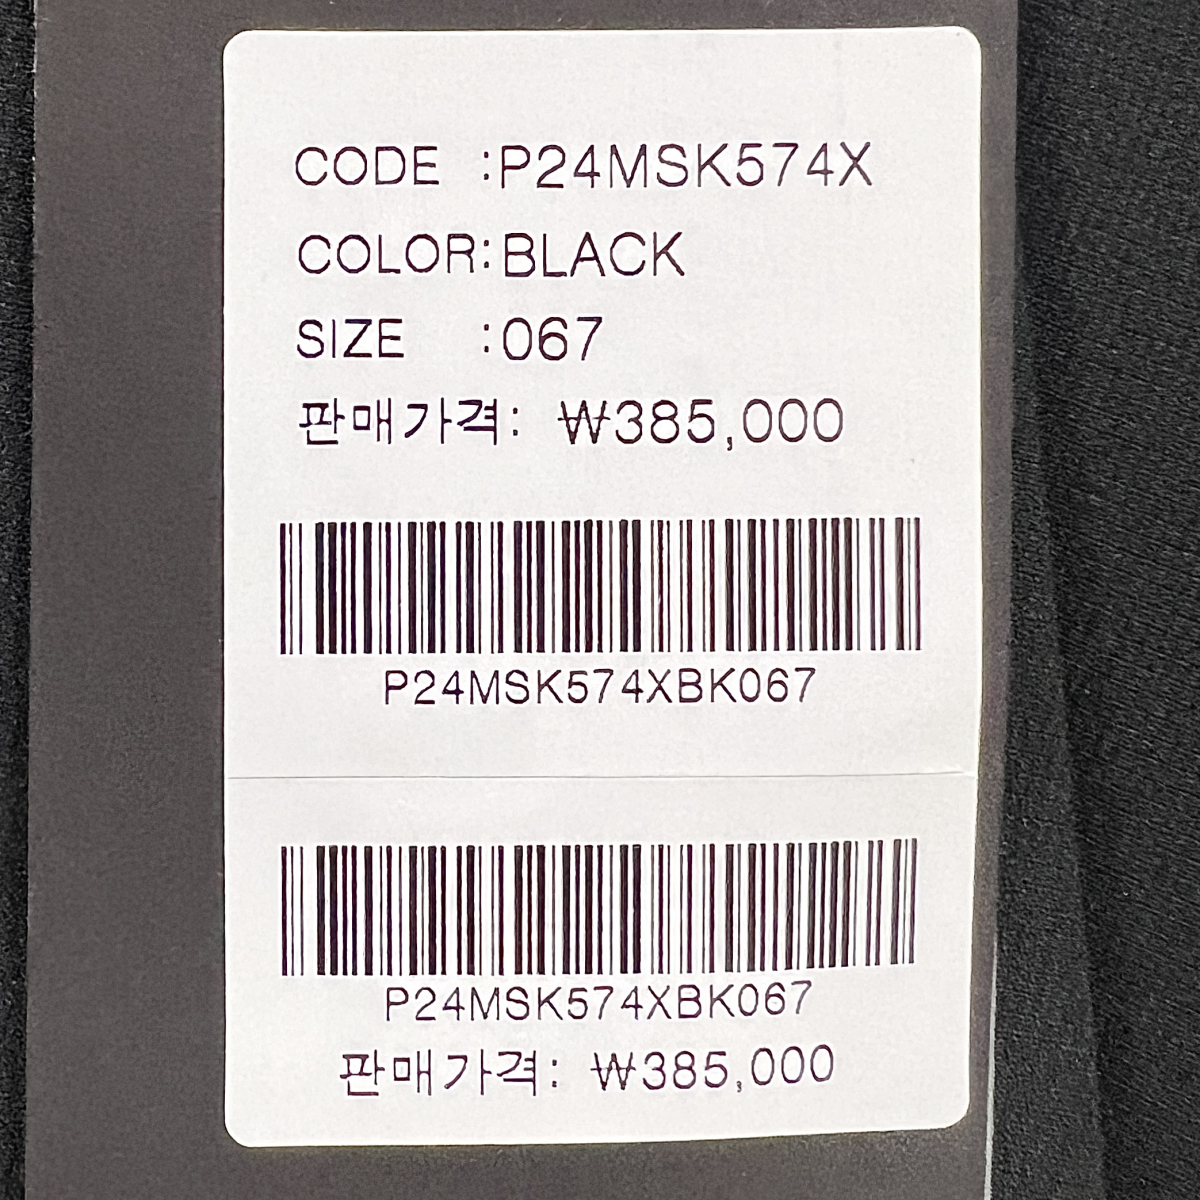 CODE :P24MSK574X
COLOR:BLACK
SIZE :067
판매가격: ₩385,000
P24MSK574XBK067
P24MSK574XBK067
판매가격: ₩385,000